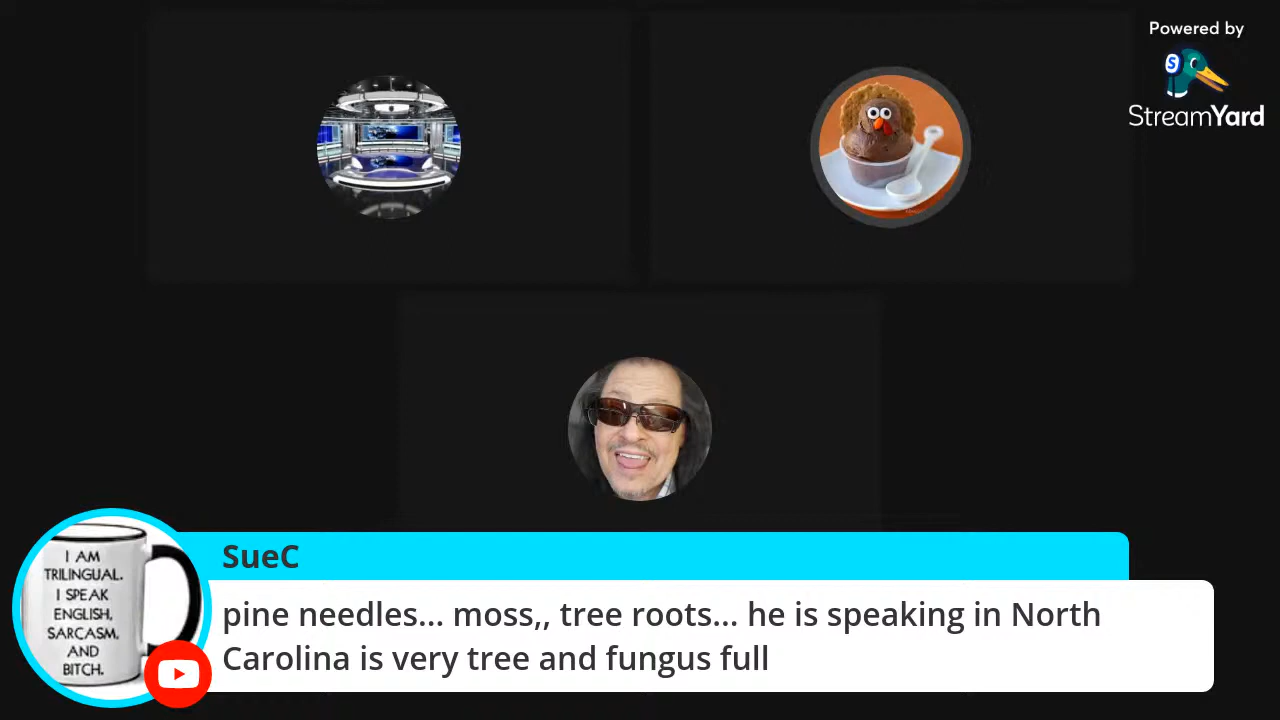 Powered by
S
StreamYard
I AM
TRILINGUAL.
I SPEAK
ENGLISH,
SARCASM,
AND
BITCH.
SueC
pine needles... moss,, tree roots... he is speaking in North
Carolina is very tree and fungus full